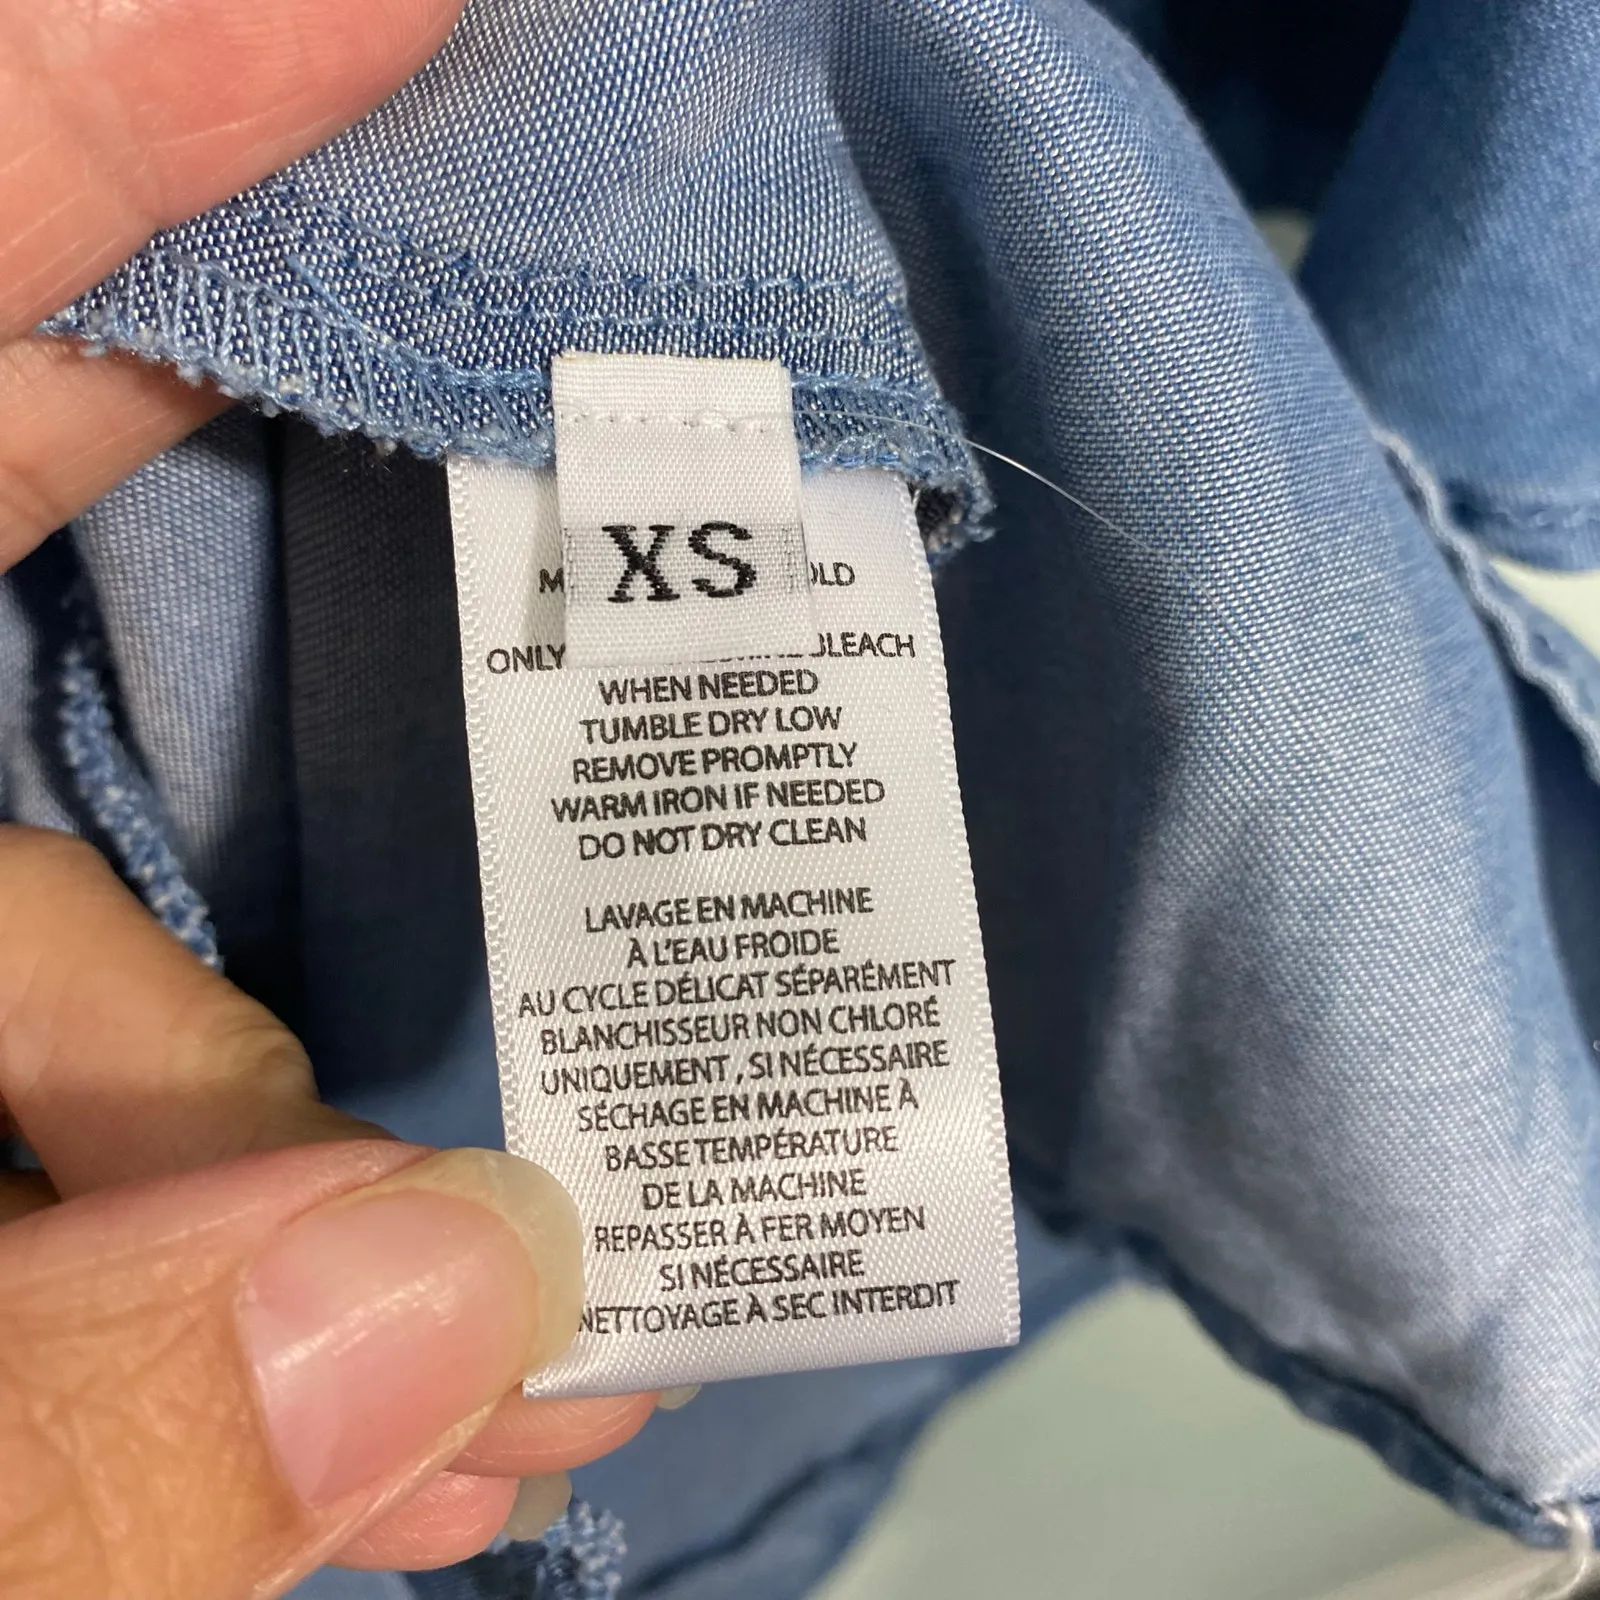 XS
ONLY
WHEN NEEDED
TUMBLE DRY LOW
REMOVE PROMPTLY
WARM IRON IF NEEDED
DO NOT DRY CLEAN
LAVAGE EN MACHINE
À L'EAU FROIDE
AU CYCLE DÉLICAT SÉPARÉMENT
BLANCHISSEUR NON CHLORÉ
UNIQUEMENT , SI NÉCESSAIRE
SÉCHAGE EN MACHINE À
BASSE TEMPÉRATURE
DE LA MACHINE
REPASSER À FER MOYEN
SI NÉCESSAIRE
NETTOYAGE À SEC INTERDIT